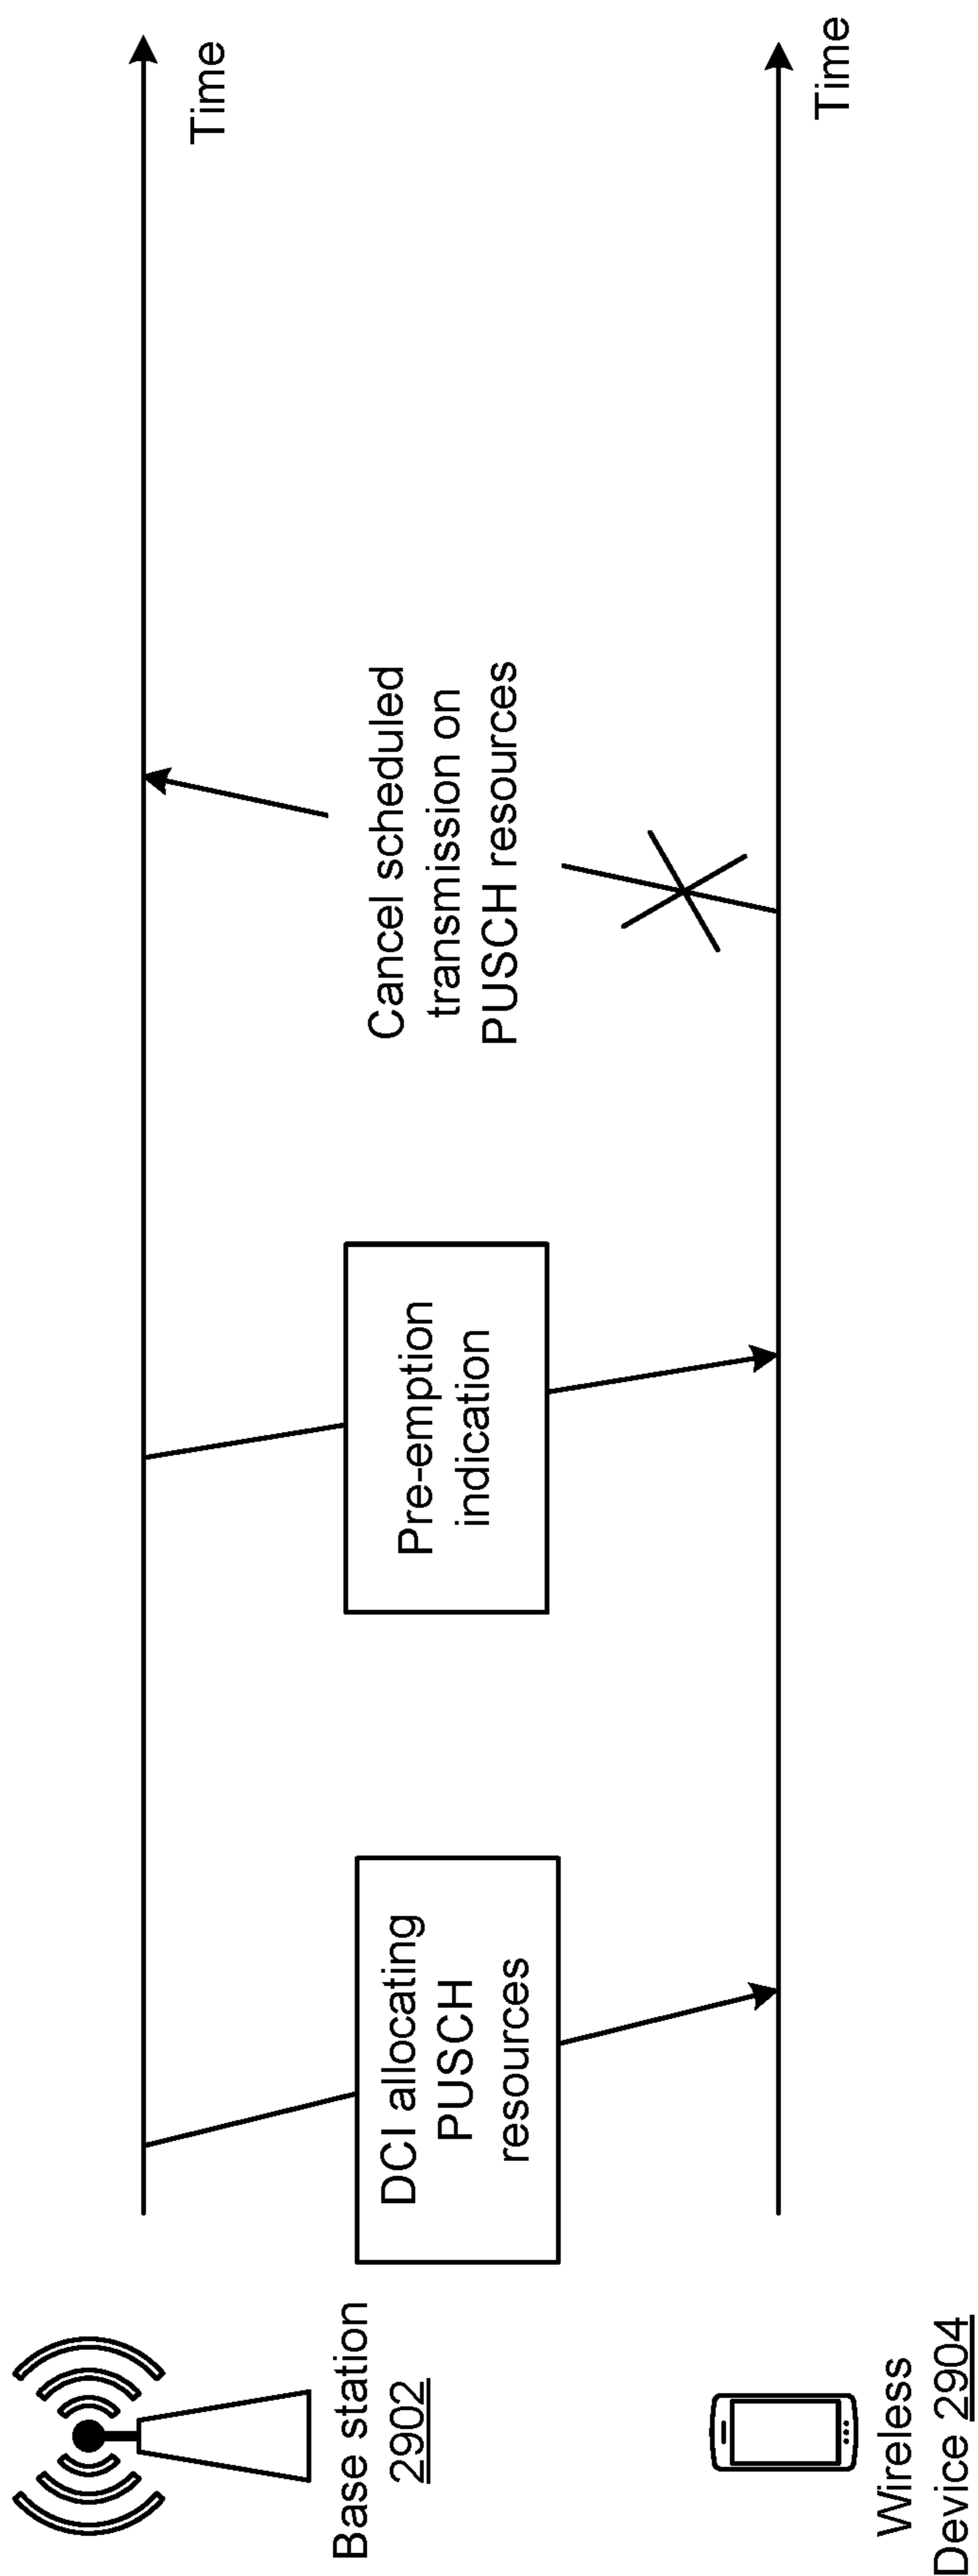 Base station
2902
Time
DCI allocating
PUSCH
resources
Pre-emption
indication
Cancel scheduled
transmission on
PUSCH resources
Wireless
Device 2904
Time